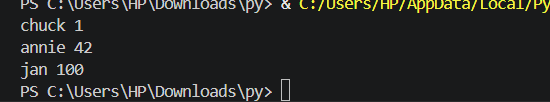 PS C:\Users\HP\Downloads\py> & C:/Users/HP/AppData/Local/Py
chuck 1
annie 42
jan 100
PS C:\Users\HP\Downloads\py>